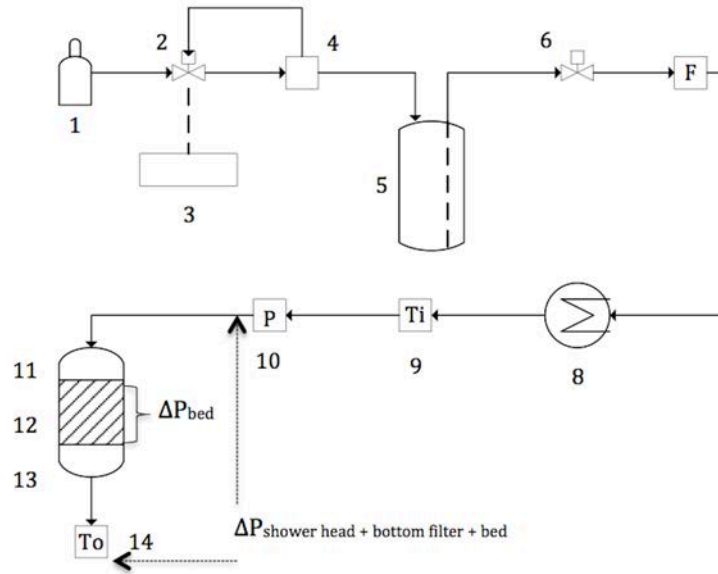 2 4 6
F
1
5
3
P
Ti
10
9
8
11
ΔPbed
12
13
ΔPshower head + bottom filter + bed
To 14